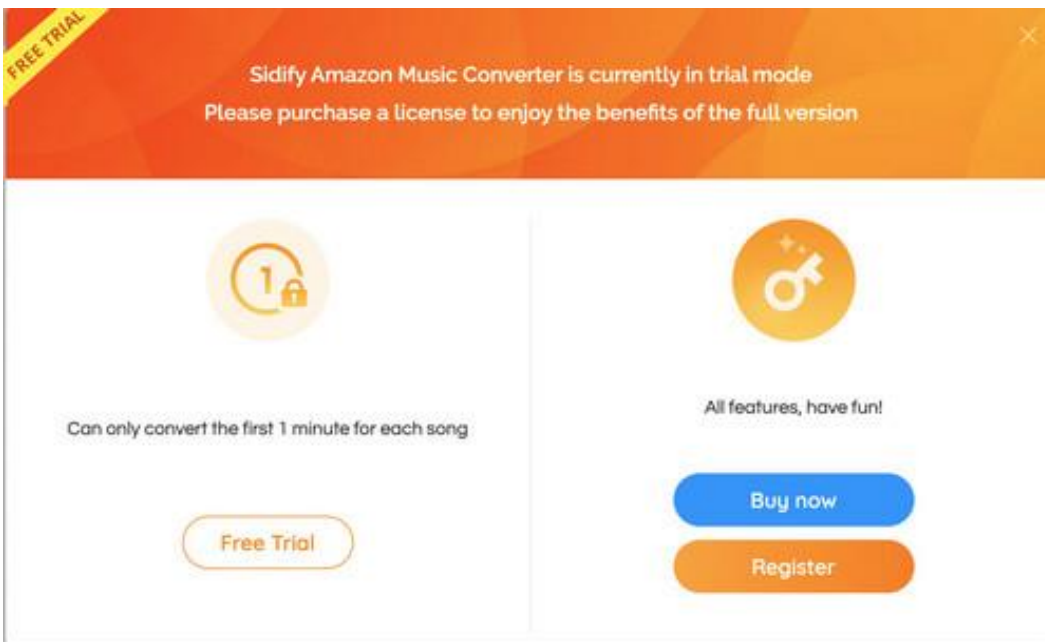 FREE TRIAL
Sidify Amazon Music Converter is currently in trial mode
Please purchase a license to enjoy the benefits of the full version
1
Can only convert the first 1 minute for each song
Free Trial
All features, have fun!
Buy now
Register